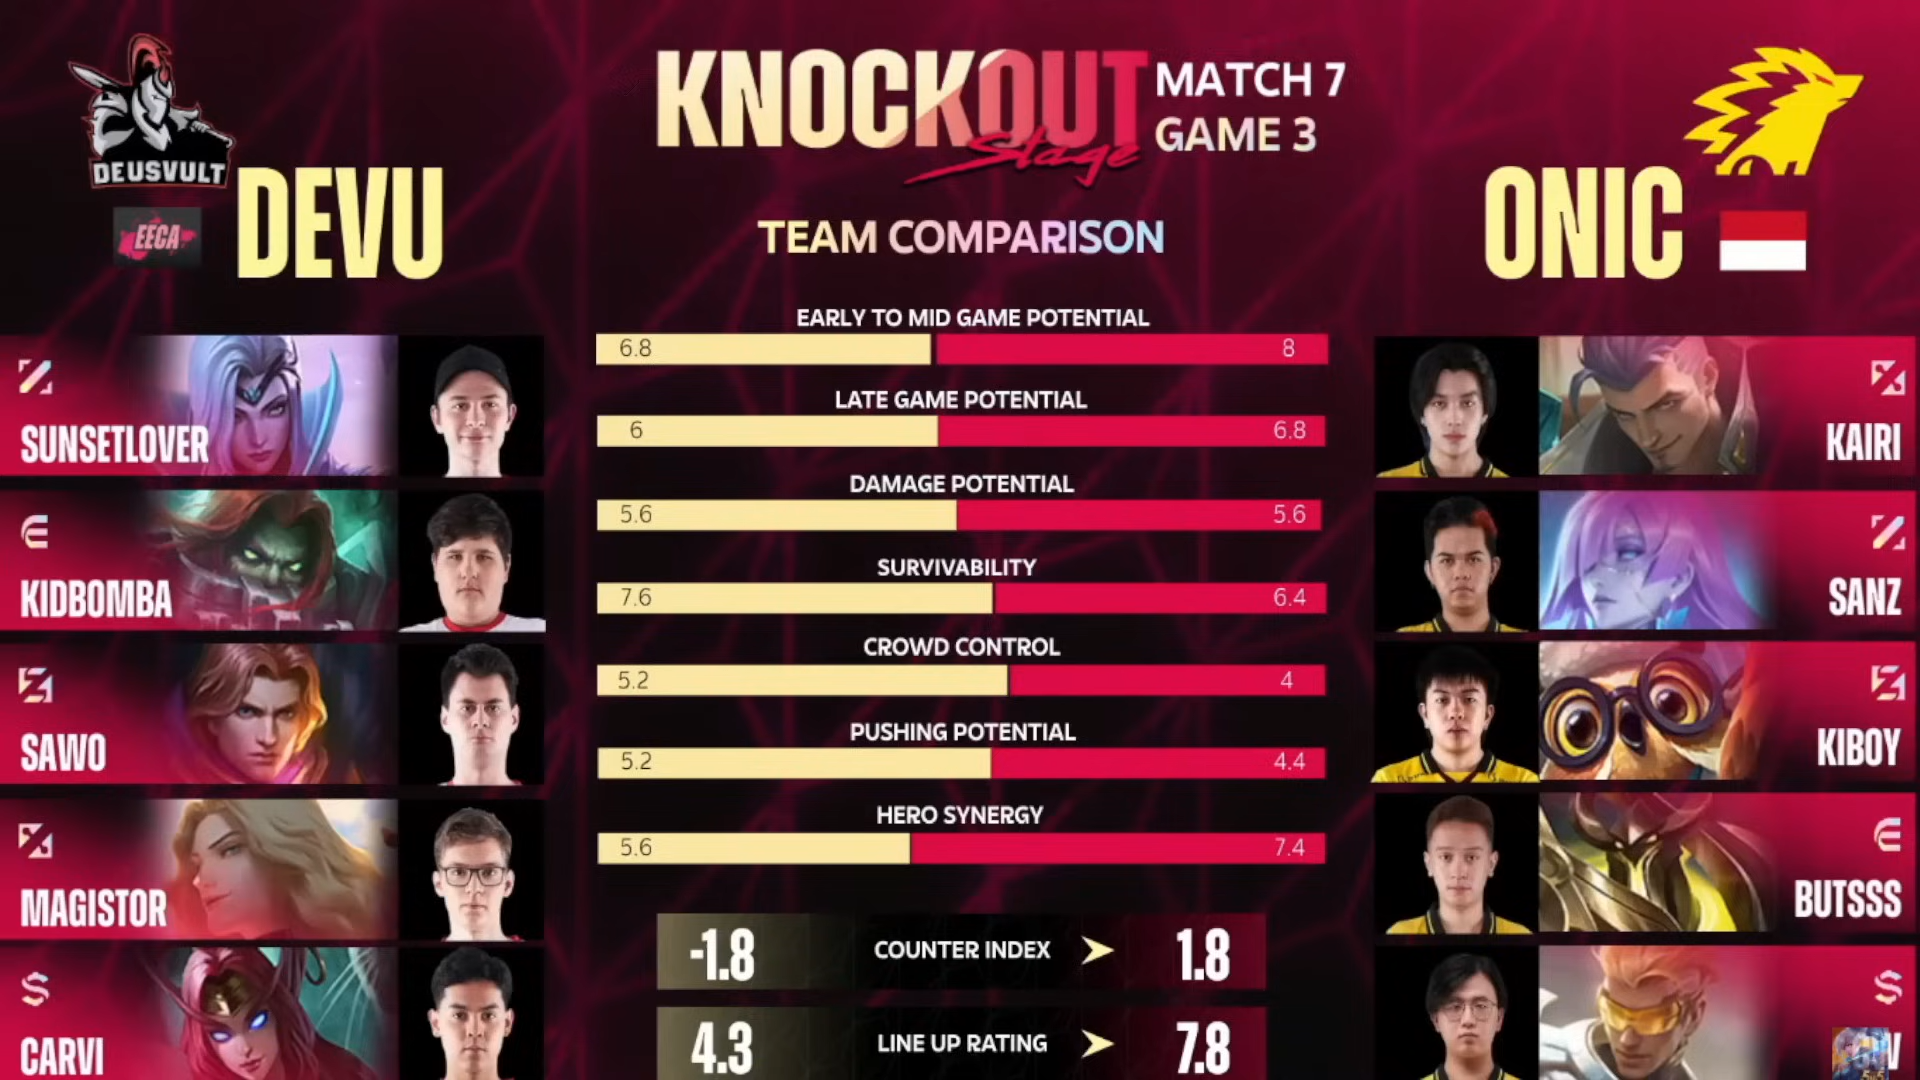 KNOCKOUT
Stage
MATCH 7
GAME 3
DEUSVULT
EECA
DEVU
ONIC
TEAM COMPARISON
EARLY TO MID GAME POTENTIAL
6.8 8
LATE GAME POTENTIAL
6 6.8
DAMAGE POTENTIAL
5.6 5.6
SURVIVABILITY
7.6 6.4
CROWD CONTROL
5.2 4
PUSHING POTENTIAL
5.2 4.4
HERO SYNERGY
5.6 7.4
-1.8 COUNTER INDEX 1.8
4.3 LINE UP RATING 7.8
SUNSETLOVER
KIDBOMBA
SAWO
MAGISTOR
CARVI
KAIRI
SANZ
KIBOY
BUTSSS